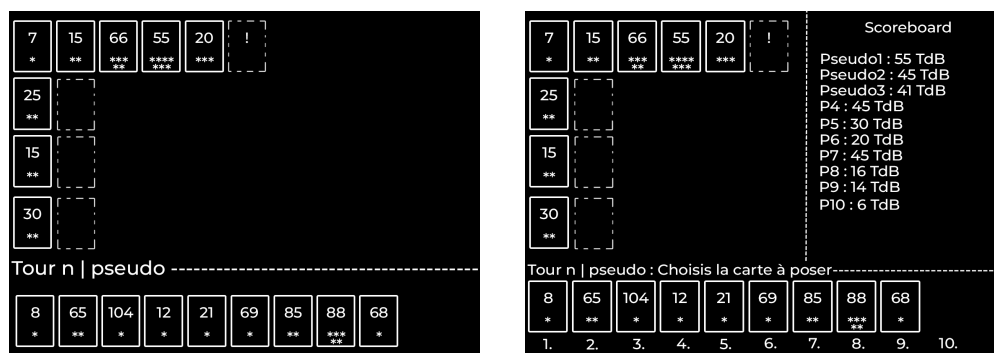 7 15 66 55 20 !
* ** *** **** ***
** ***
25
**
15
**
30
**
Tour n | pseudo ------------------------------------
8 65 104 12 21 69 85 88 68
* ** * * * * ** *** *
**
7 15 66 55 20 !
* ** *** **** ***
** ***
25
**
15
**
30
**
Scoreboard
Pseudo1 : 55 TdB
Pseudo2 : 45 TdB
Pseudo3 : 41 TdB
P4 : 45 TdB
P5 : 30 TdB
P6 : 20 TdB
P7 : 45 TdB
P8 : 16 TdB
P9 : 14 TdB
P10 : 6 TdB
Tour n | pseudo : Choisis la carte à poser-------------------
8 65 104 12 21 69 85 88 68
* ** * * * * ** *** *
**
1. 2. 3. 4. 5. 6. 7. 8. 9. 10.